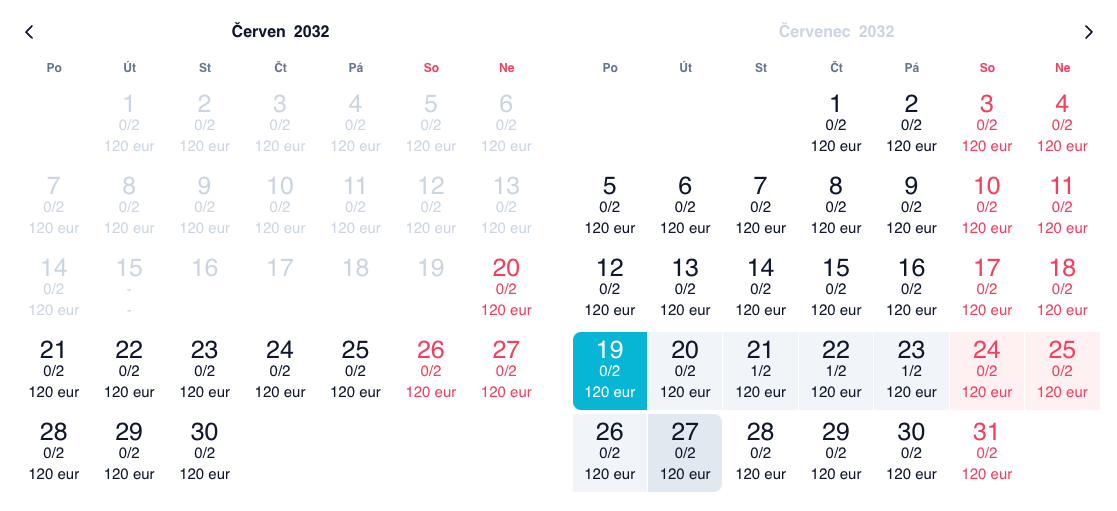 Červen 2032
Po Út St Čt Pá So Ne
1 2 3 4 5 6
0/2 0/2 0/2 0/2 0/2 0/2
120 eur 120 eur 120 eur 120 eur 120 eur 120 eur
7 8 9 10 11 12 13
0/2 0/2 0/2 0/2 0/2 0/2 0/2
120 eur 120 eur 120 eur 120 eur 120 eur 120 eur 120 eur
14 15 16 17 18 19 20
0/2 - 0/2
120 eur - 120 eur
21 22 23 24 25 26 27
0/2 0/2 0/2 0/2 0/2 0/2 0/2
120 eur 120 eur 120 eur 120 eur 120 eur 120 eur 120 eur
28 29 30
0/2 0/2 0/2
120 eur 120 eur 120 eur
Červenec 2032
Po Út St Čt Pá So Ne
1 2 3 4
0/2 0/2 0/2 0/2
120 eur 120 eur 120 eur 120 eur
5 6 7 8 9 10 11
0/2 0/2 0/2 0/2 0/2 0/2 0/2
120 eur 120 eur 120 eur 120 eur 120 eur 120 eur 120 eur
12 13 14 15 16 17 18
0/2 0/2 0/2 0/2 0/2 0/2 0/2
120 eur 120 eur 120 eur 120 eur 120 eur 120 eur 120 eur
19 20 21 22 23 24 25
0/2 0/2 1/2 1/2 1/2 0/2 0/2
120 eur 120 eur 120 eur 120 eur 120 eur 120 eur 120 eur
26 27 28 29 30 31
0/2 0/2 0/2 0/2 0/2 0/2
120 eur 120 eur 120 eur 120 eur 120 eur 120 eur